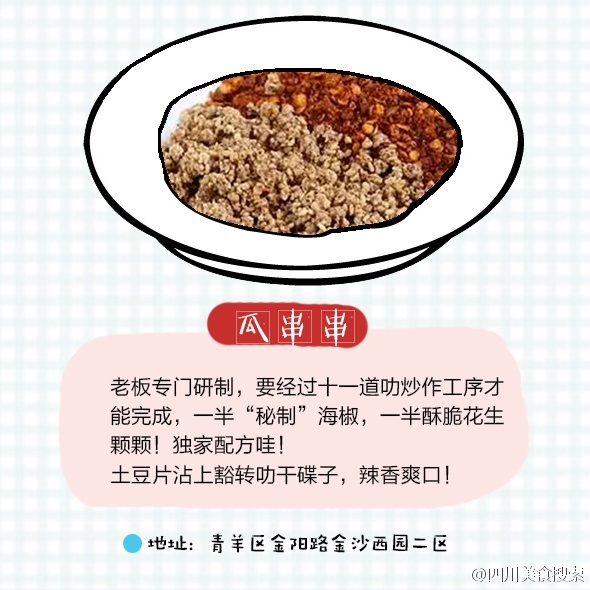 瓜串串
老板专门研制，要经过十一道叻炒作工序才
能完成，一半“秘制”海椒，一半酥脆花生
颗颗！独家配方哇！
土豆片沾上豁转叻干碟子，辣香爽口！
地址：青羊区金阳路金沙西园二区
@四川美食搜索